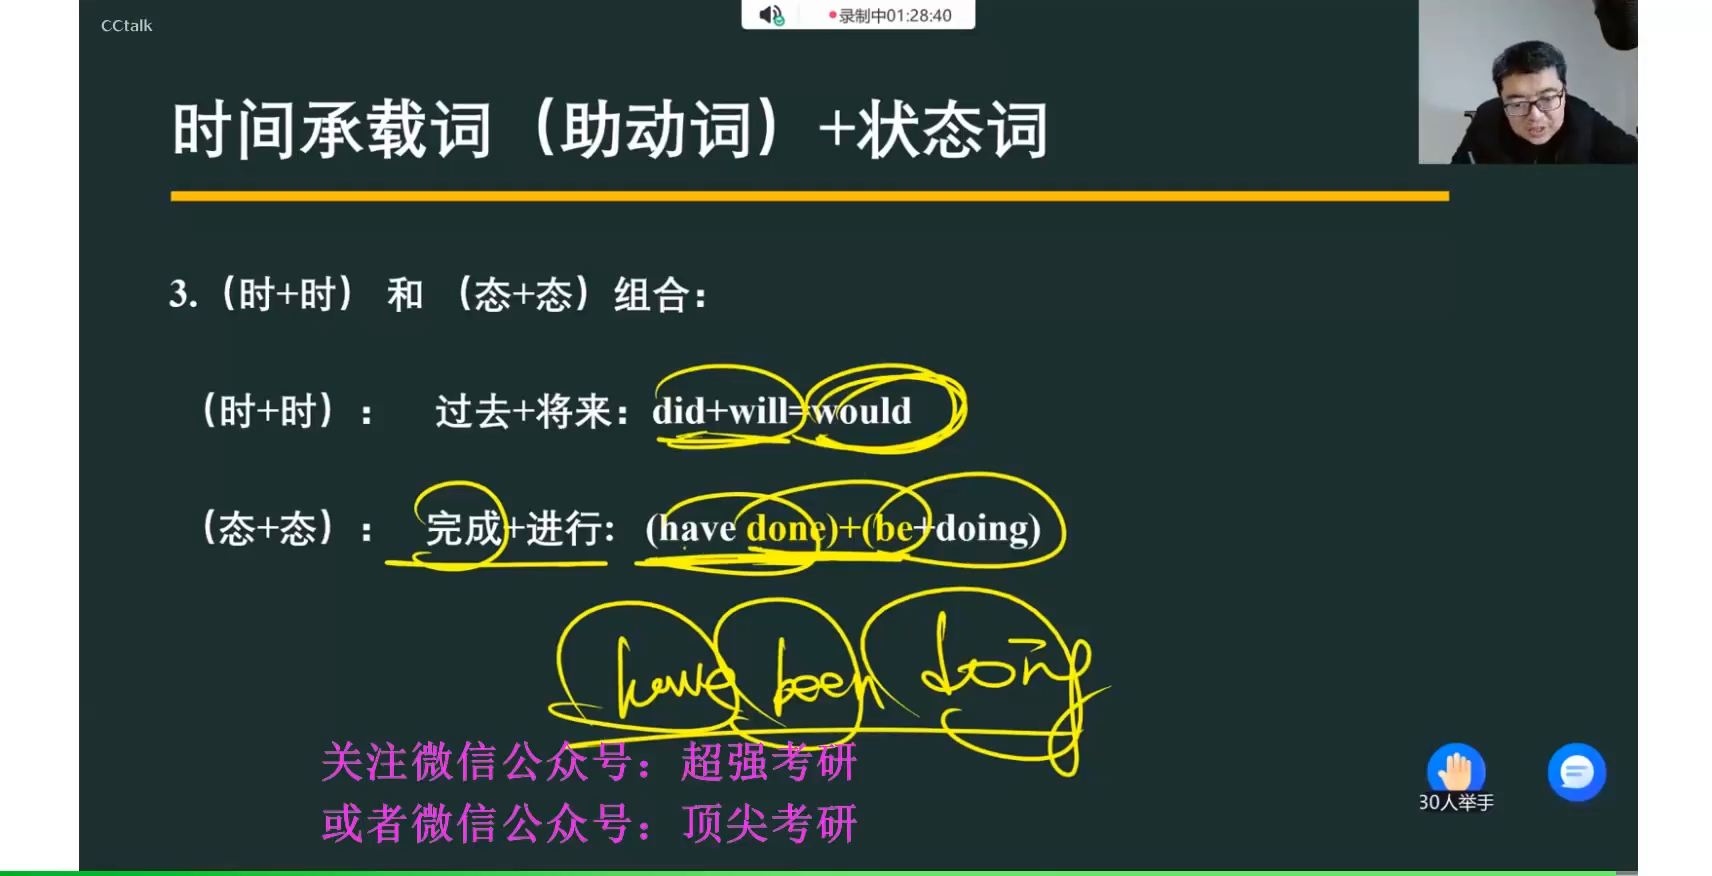 CCtalk
录制中01:28:40
时间承载词（助动词）+状态词
3.（时+时） 和 （态+态）组合：
（时+时）： 过去+将来：did+will=would
（态+态）： 完成+进行: (have done)+(be+doing)
have been doing
关注微信公众号：超强考研
或者微信公众号：顶尖考研
30人举手